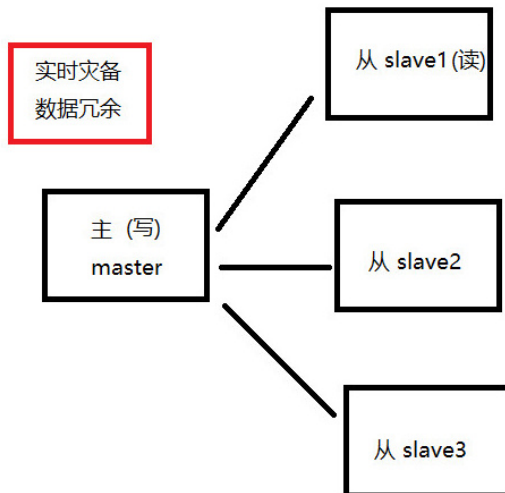 实时灾备
数据冗余
从 slave1(读)
主 (写)
master
从 slave2
从 slave3